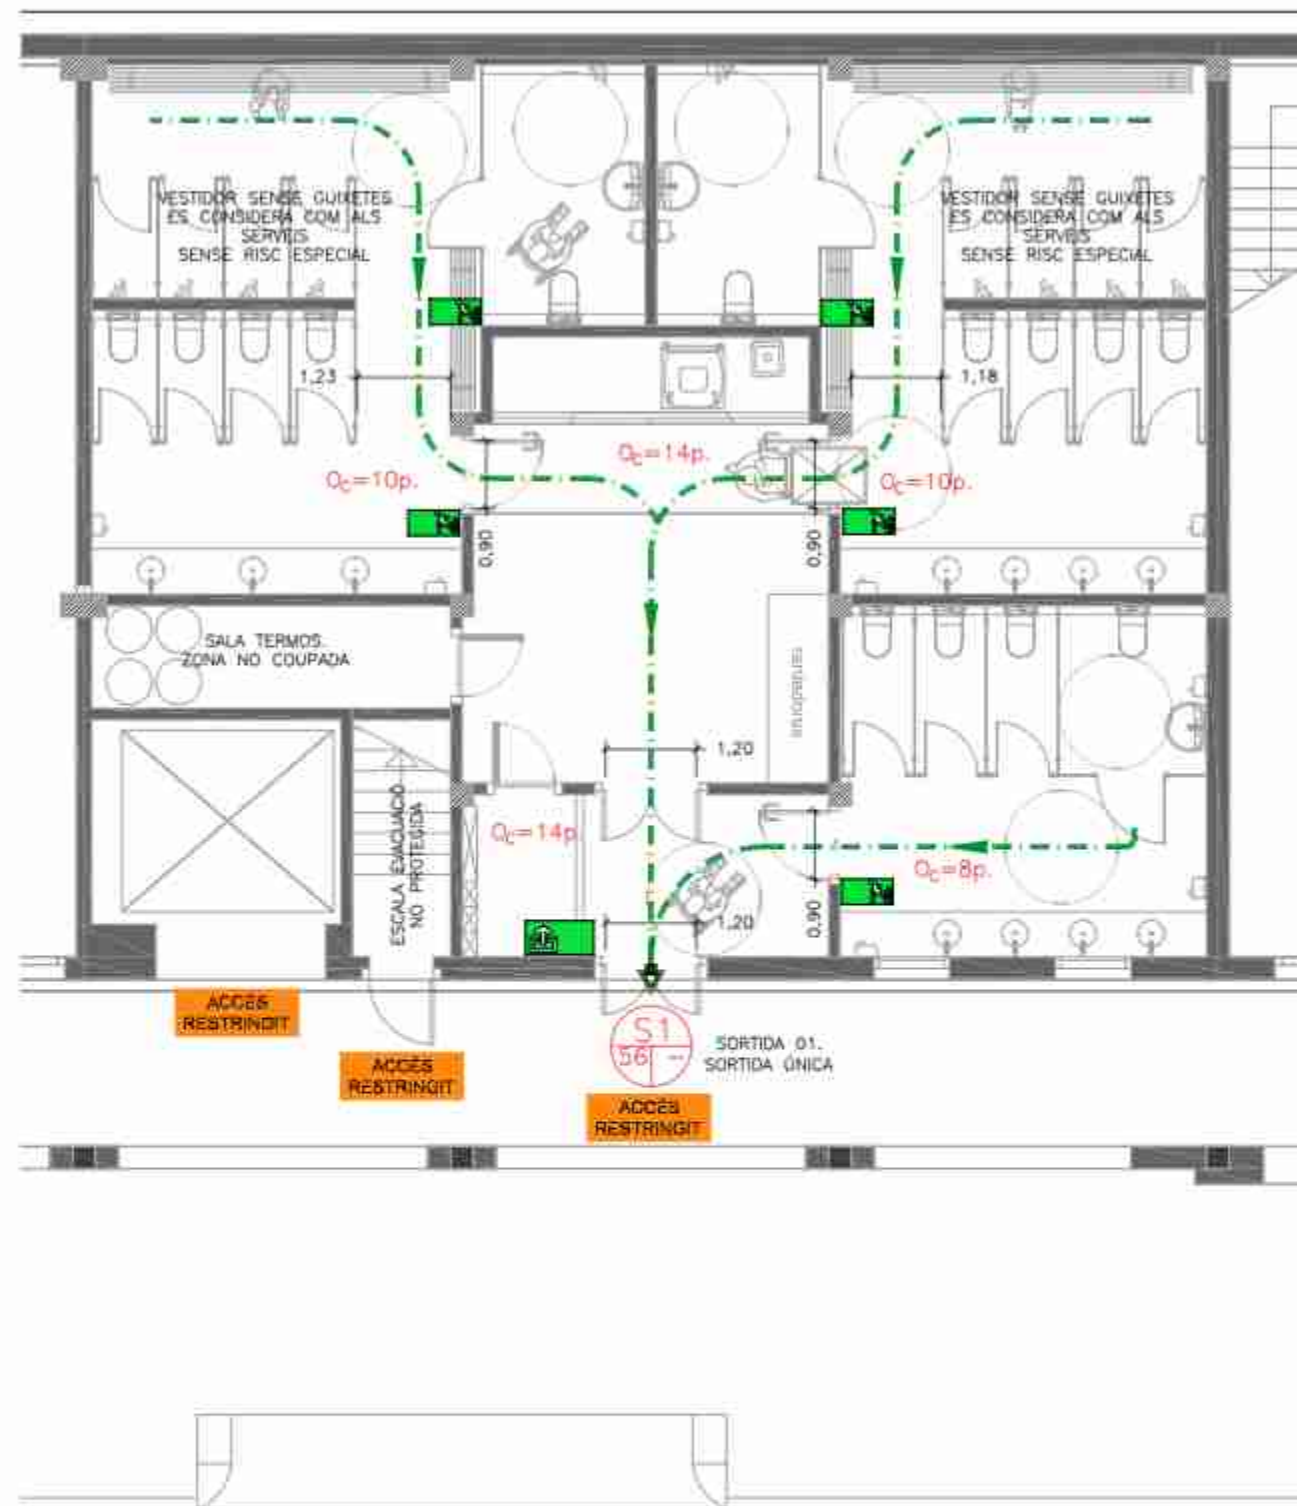 VESTIDOR SENSE GUIXETES
ES CONSIDERA COM ALS
SERVEIS
SENSE RISC ESPECIAL
VESTIDOR SENSE GUIXETES
ES CONSIDERA COM ALS
SERVEIS
SENSE RISC ESPECIAL
1,23
1,18
Oc=14p.
Oc=10p.
Oc=10p.
0,90
0,90
SALA TERMOS.
ZONA NO COUPADA
1,20
ESCALA EVACUACIÓ
NO PROTEGIDA
Oc=14p
Oc=8p.
1,20
0,90
ACCÉS
RESTRINGIT
S1
56 --
SORTIDA 01.
SORTIDA ÚNICA
ACCÉS
RESTRINGIT
ACCÉS
RESTRINGIT